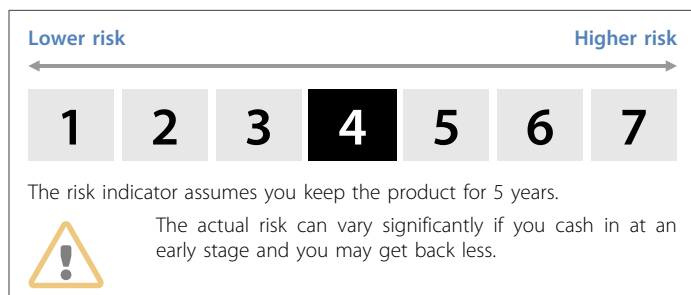 Lower risk Higher risk
1 2 3 4 5 6 7
The risk indicator assumes you keep the product for 5 years.
The actual risk can vary significantly if you cash in at an
early stage and you may get back less.